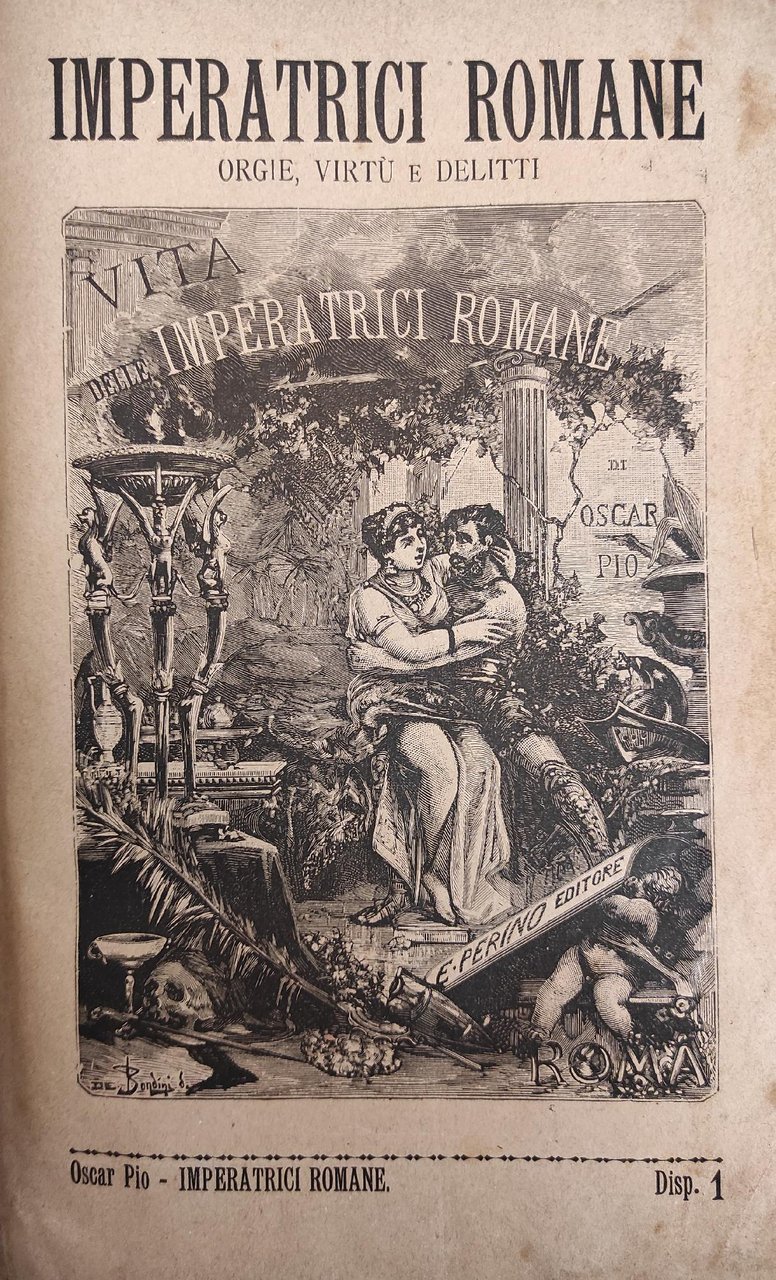 IMPERATRICI ROMANE
ORGIE, VIRTÙ E DELITTI
VITA
DELLE IMPERATRICI ROMANE
DI
OSCAR
PIO
E. PERINO EDITORE
ROMA
Oscar Pio - IMPERATRICI ROMANE.
Disp. 1